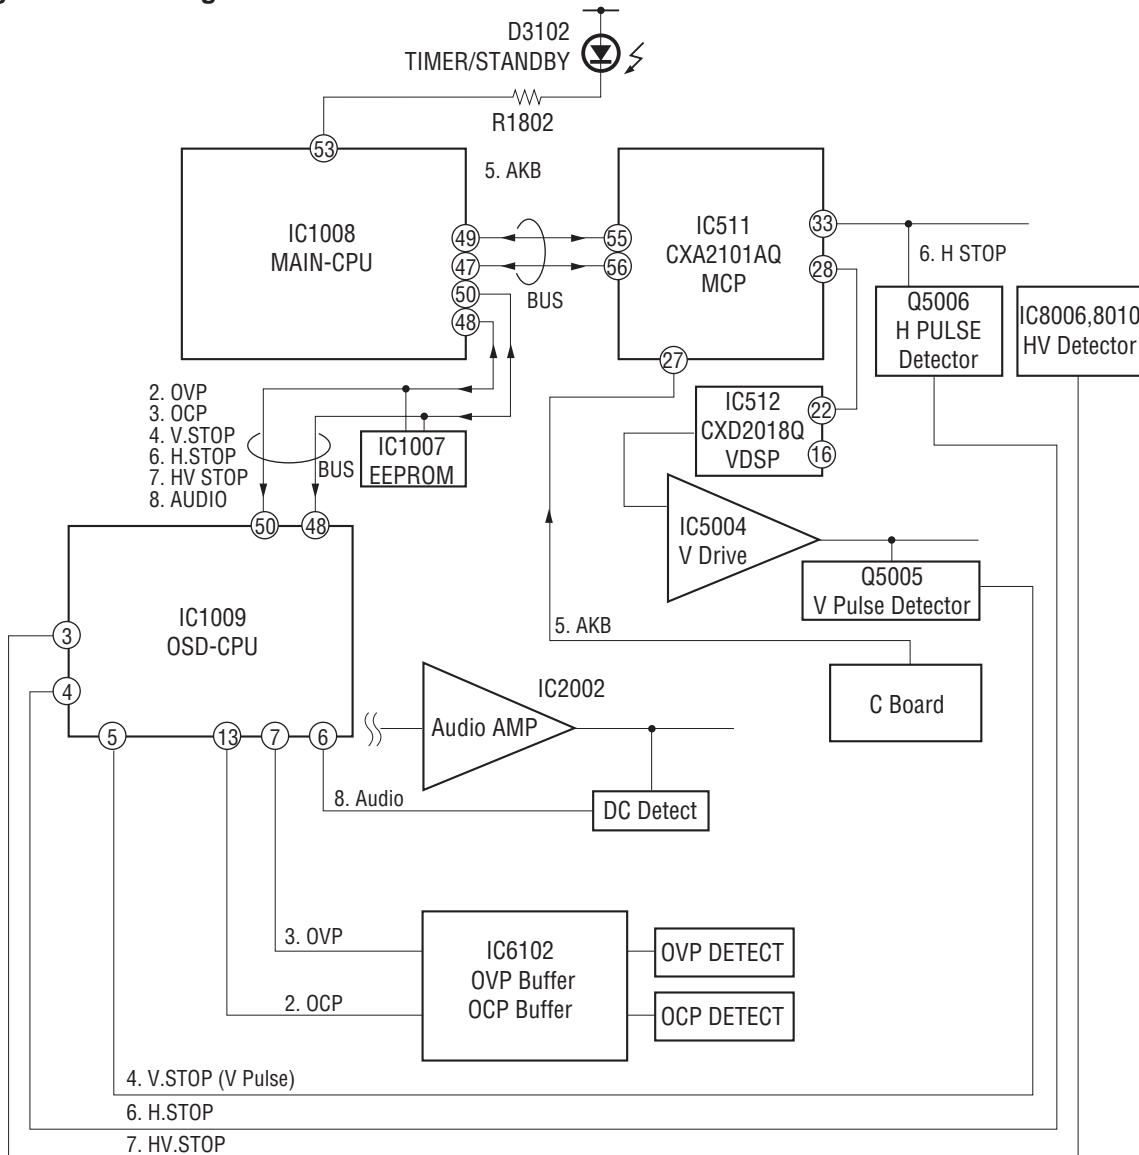 D3102
TIMER/STANDBY
R1802
53
5. AKB
IC1008
MAIN-CPU
49
47
50
48
BUS
55
56
IC511
CXA2101AQ
MCP
33
28
27
6. H STOP
Q5006
H PULSE
Detector
IC8006,8010
HV Detector
2. OVP
3. OCP
4. V.STOP
6. H.STOP
7. HV STOP
8. AUDIO
BUS
IC1007
EEPROM
IC512
CXD2018Q
VDSP
22
16
IC5004
V Drive
Q5005
V Pulse Detector
50
48
IC1009
OSD-CPU
3
4
5
13
7
6
5. AKB
C Board
IC2002
Audio AMP
8. Audio
DC Detect
3. OVP
2. OCP
IC6102
OVP Buffer
OCP Buffer
OVP DETECT
OCP DETECT
4. V.STOP (V Pulse)
6. H.STOP
7. HV.STOP